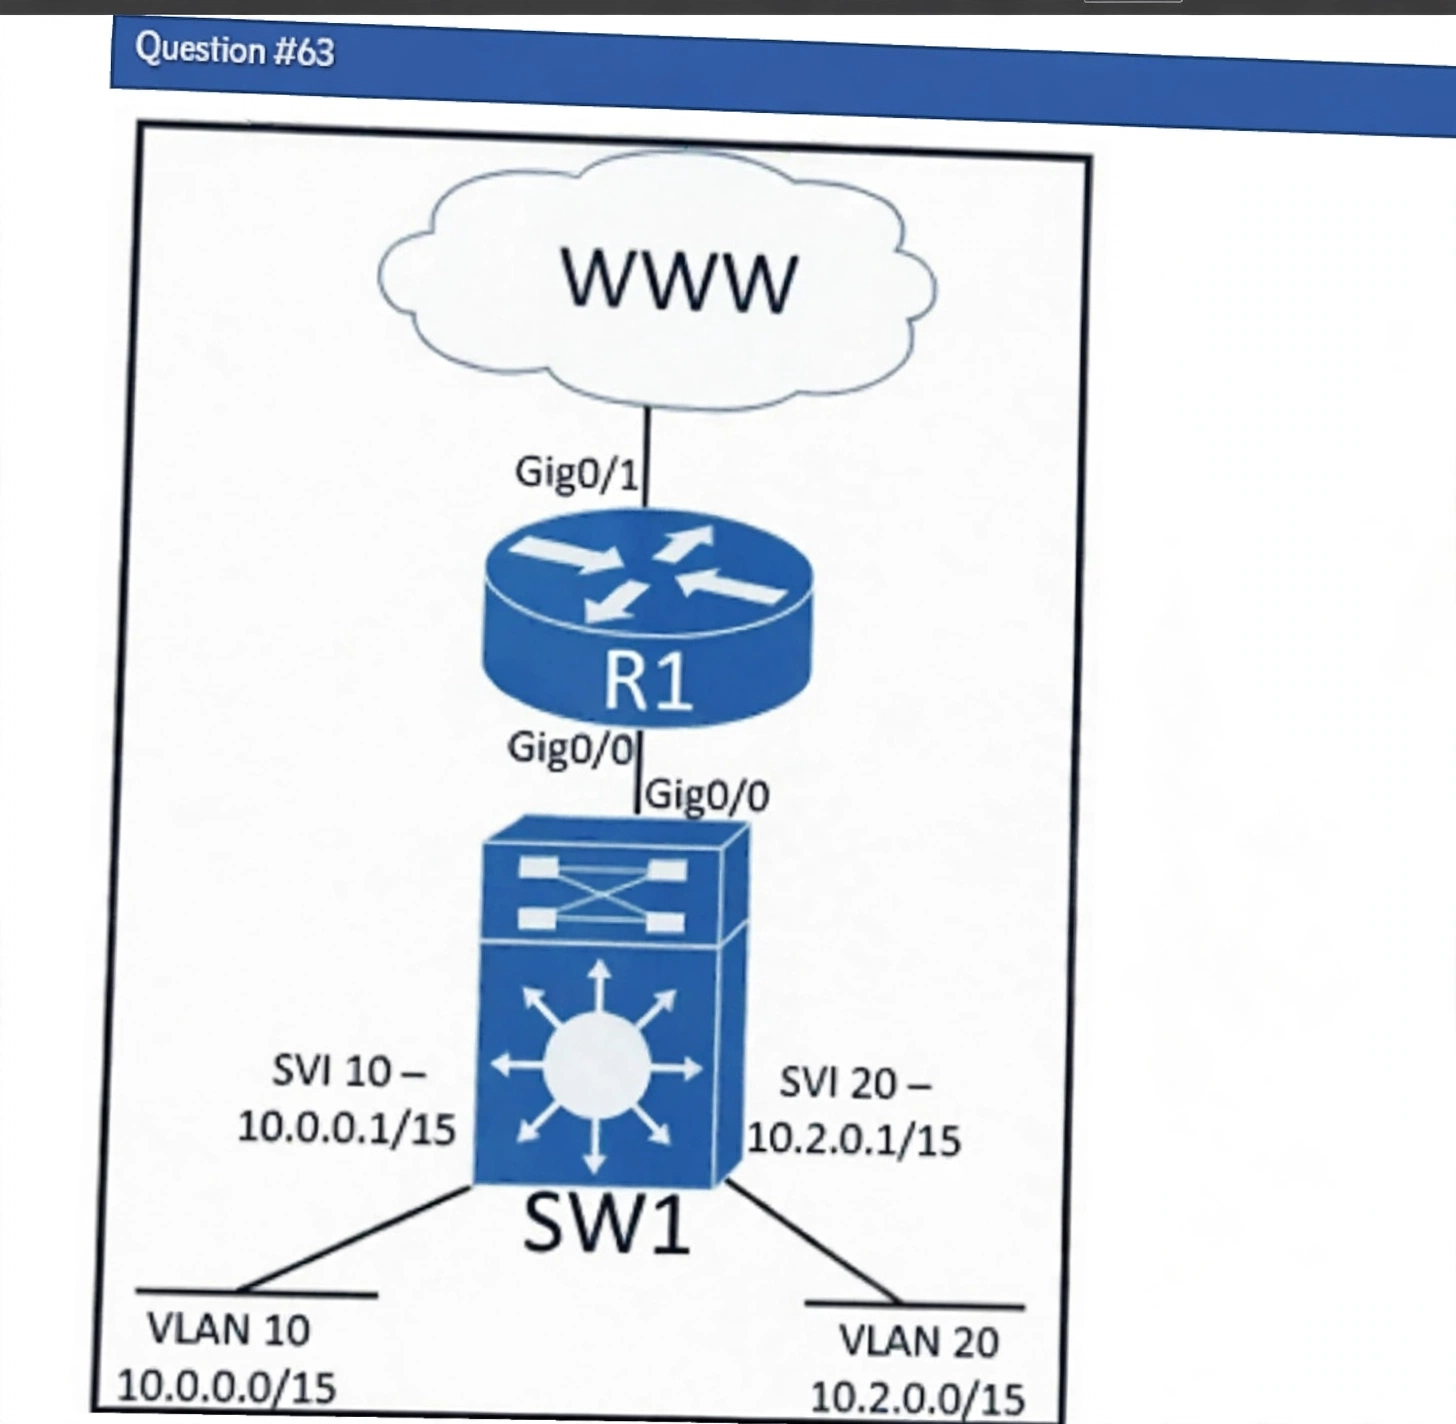 Question #63
WWW
Gig0/1
R1
Gig0/0
Gig0/0
SVI 10 –
10.0.0.1/15
SVI 20 –
10.2.0.1/15
SW1
VLAN 10
10.0.0.0/15
VLAN 20
10.2.0.0/15